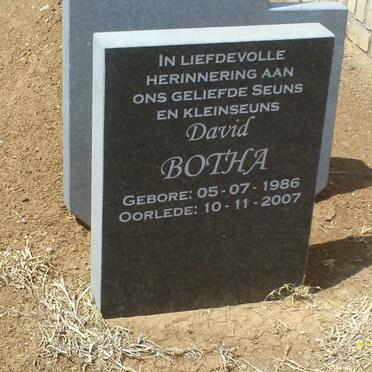 In liefdevolle
herinnering aan
ons geliefde Seuns
en kleinseuns
David
BOTHA
Gebore: 05 - 07 - 1986
Oorlede: 10 - 11 - 2007